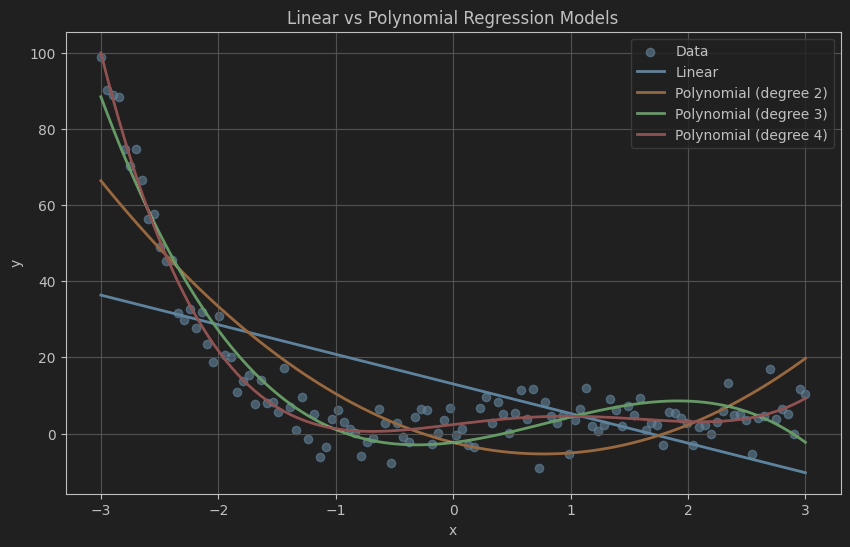 Linear vs Polynomial Regression Models
Data
Linear
Polynomial (degree 2)
Polynomial (degree 3)
Polynomial (degree 4)
100
80
60
40
20
0
y
−3
−2
−1
0
1
2
3
x